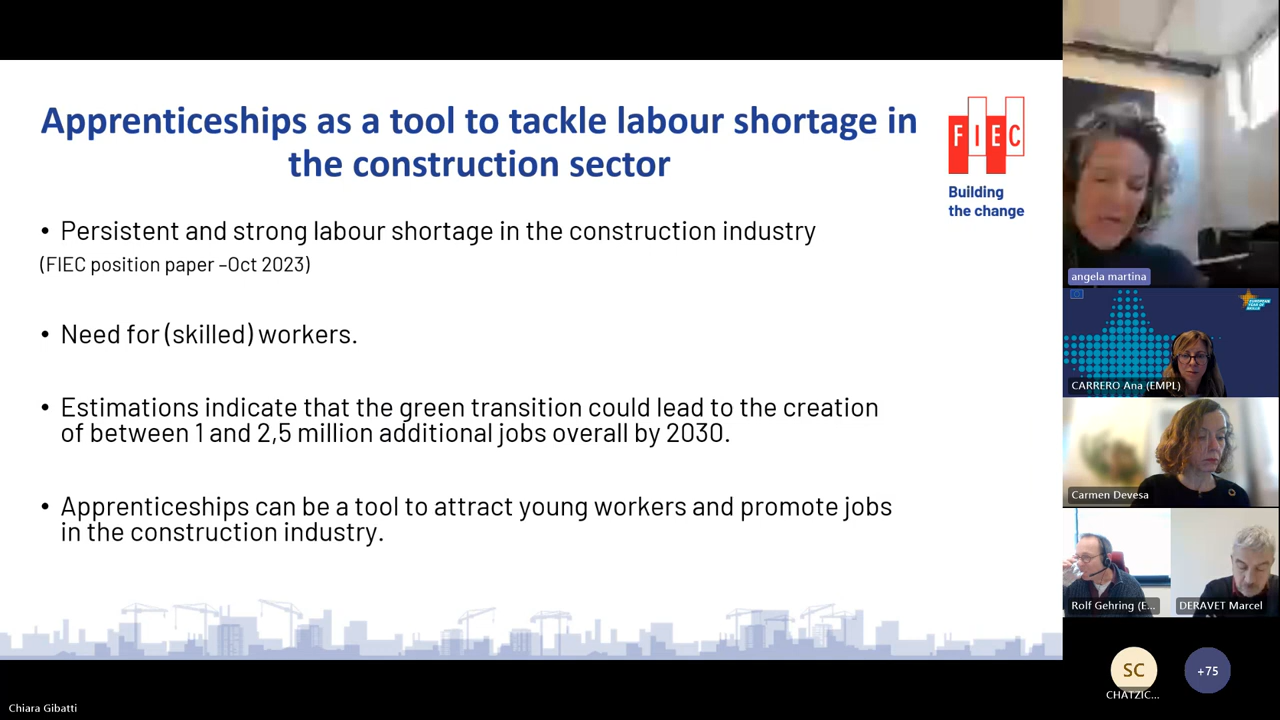 Apprenticeships as a tool to tackle labour shortage in
the construction sector
FIEC
Building
the change
• Persistent and strong labour shortage in the construction industry
(FIEC position paper –Oct 2023)
• Need for (skilled) workers.
• Estimations indicate that the green transition could lead to the creation
of between 1 and 2,5 million additional jobs overall by 2030.
• Apprenticeships can be a tool to attract young workers and promote jobs
in the construction industry.
angela martina
EUROPEAN
YEAR OF
SKILLS
CARRERO Ana (EMPL)
Carmen Devesa
Rolf Gehring (E...
DERAVET Marcel
SC
+75
CHATZIC...
Chiara Gibatti